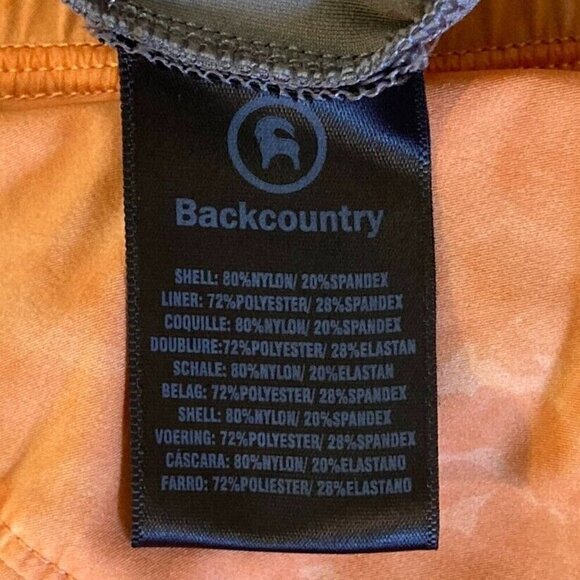 Backcountry
SHELL: 80%NYLON/ 20%SPANDEX
LINER: 72%POLYESTER/ 28%SPANDEX
COQUILLE: 80%NYLON/ 20%SPANDEX
DOUBLURE:72%POLYESTER/ 28%ELASTAN
SCHALE: 80%NYLON/ 20%ELASTAN
BELAG: 72%POLYESTER/ 28%SPANDEX
SHELL: 80%NYLON/ 20%SPANDEX
VOERING: 72%POLYESTER/ 28%SPANDEX
CÁSCARA: 80%NYLON/ 20%ELASTANO
FARRO: 72%POLIESTER/ 28%ELASTANO